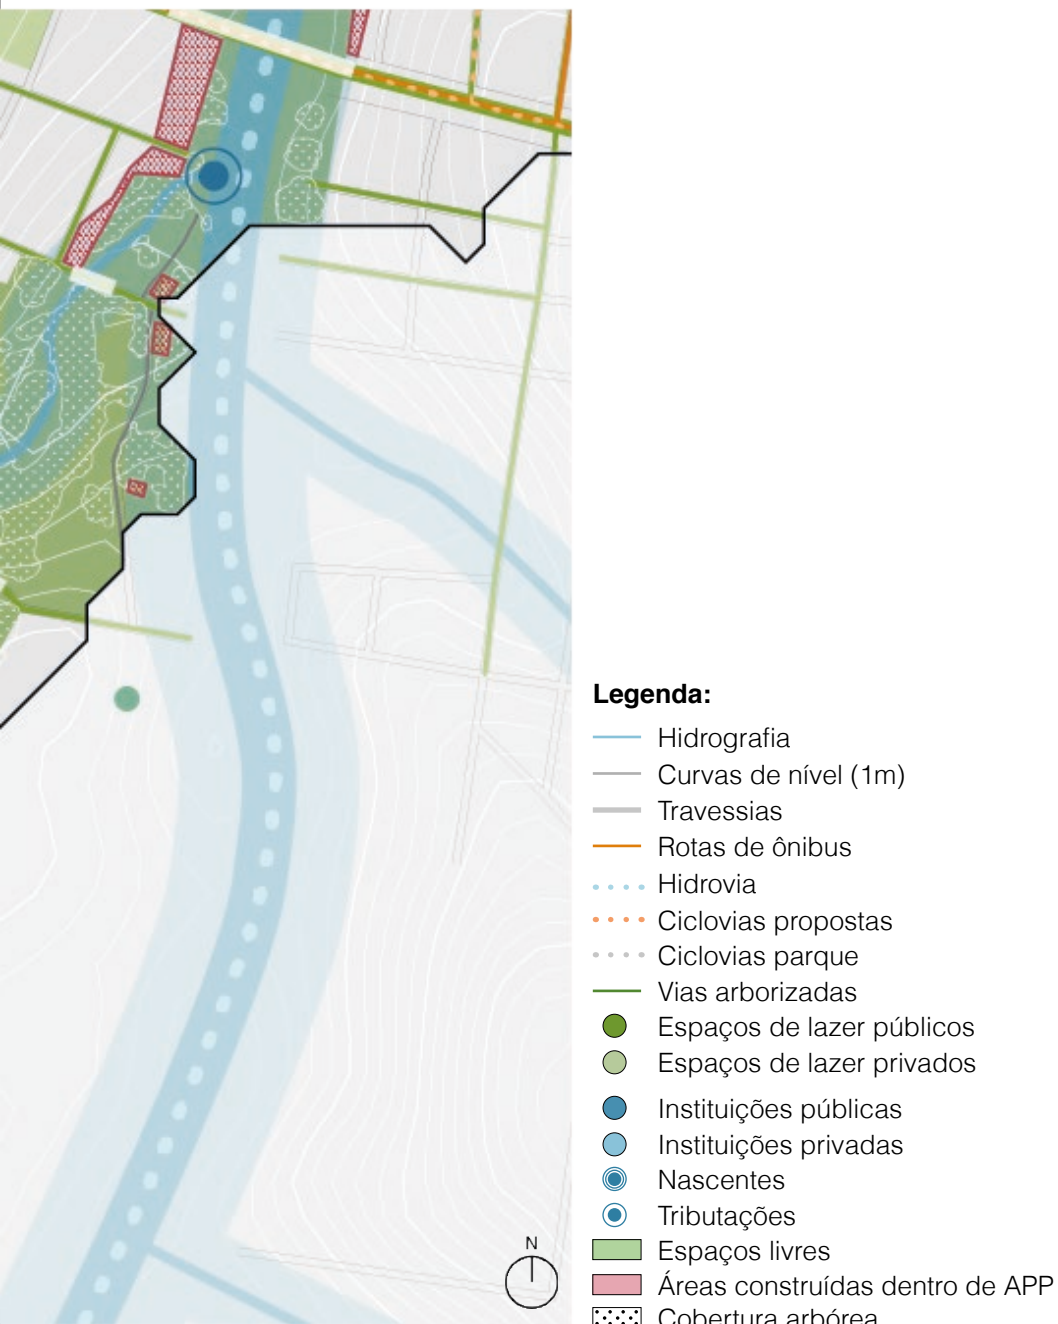 N
Legenda:
Hidrografia
Curvas de nível (1m)
Travessias
Rotas de ônibus
Hidrovia
Ciclovias propostas
Ciclovias parque
Vias arborizadas
Espaços de lazer públicos
Espaços de lazer privados
Instituições públicas
Instituições privadas
Nascentes
Tributações
Espaços livres
Áreas construídas dentro de APP
Cobertura arbórea